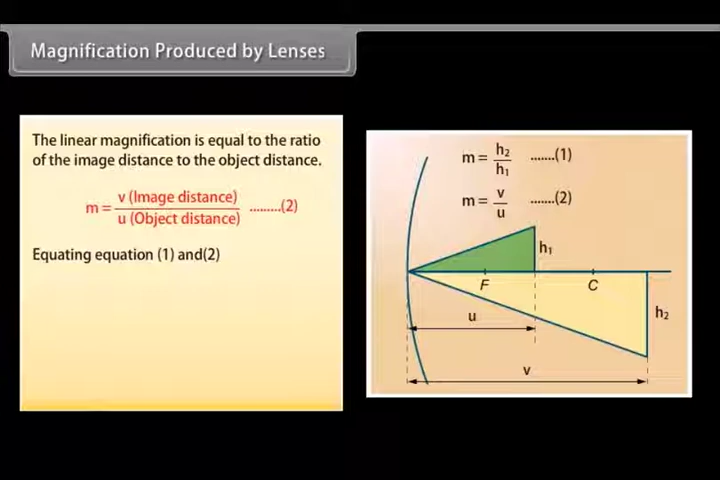 Magnification Produced by Lenses
The linear magnification is equal to the ratio
of the image distance to the object distance.
m = v (Image distance) / u (Object distance) .........(2)
Equating equation (1) and(2)
m = h₂ / h₁ .......(1)
m = v / u .......(2)
h₁
F
C
u
h₂
v